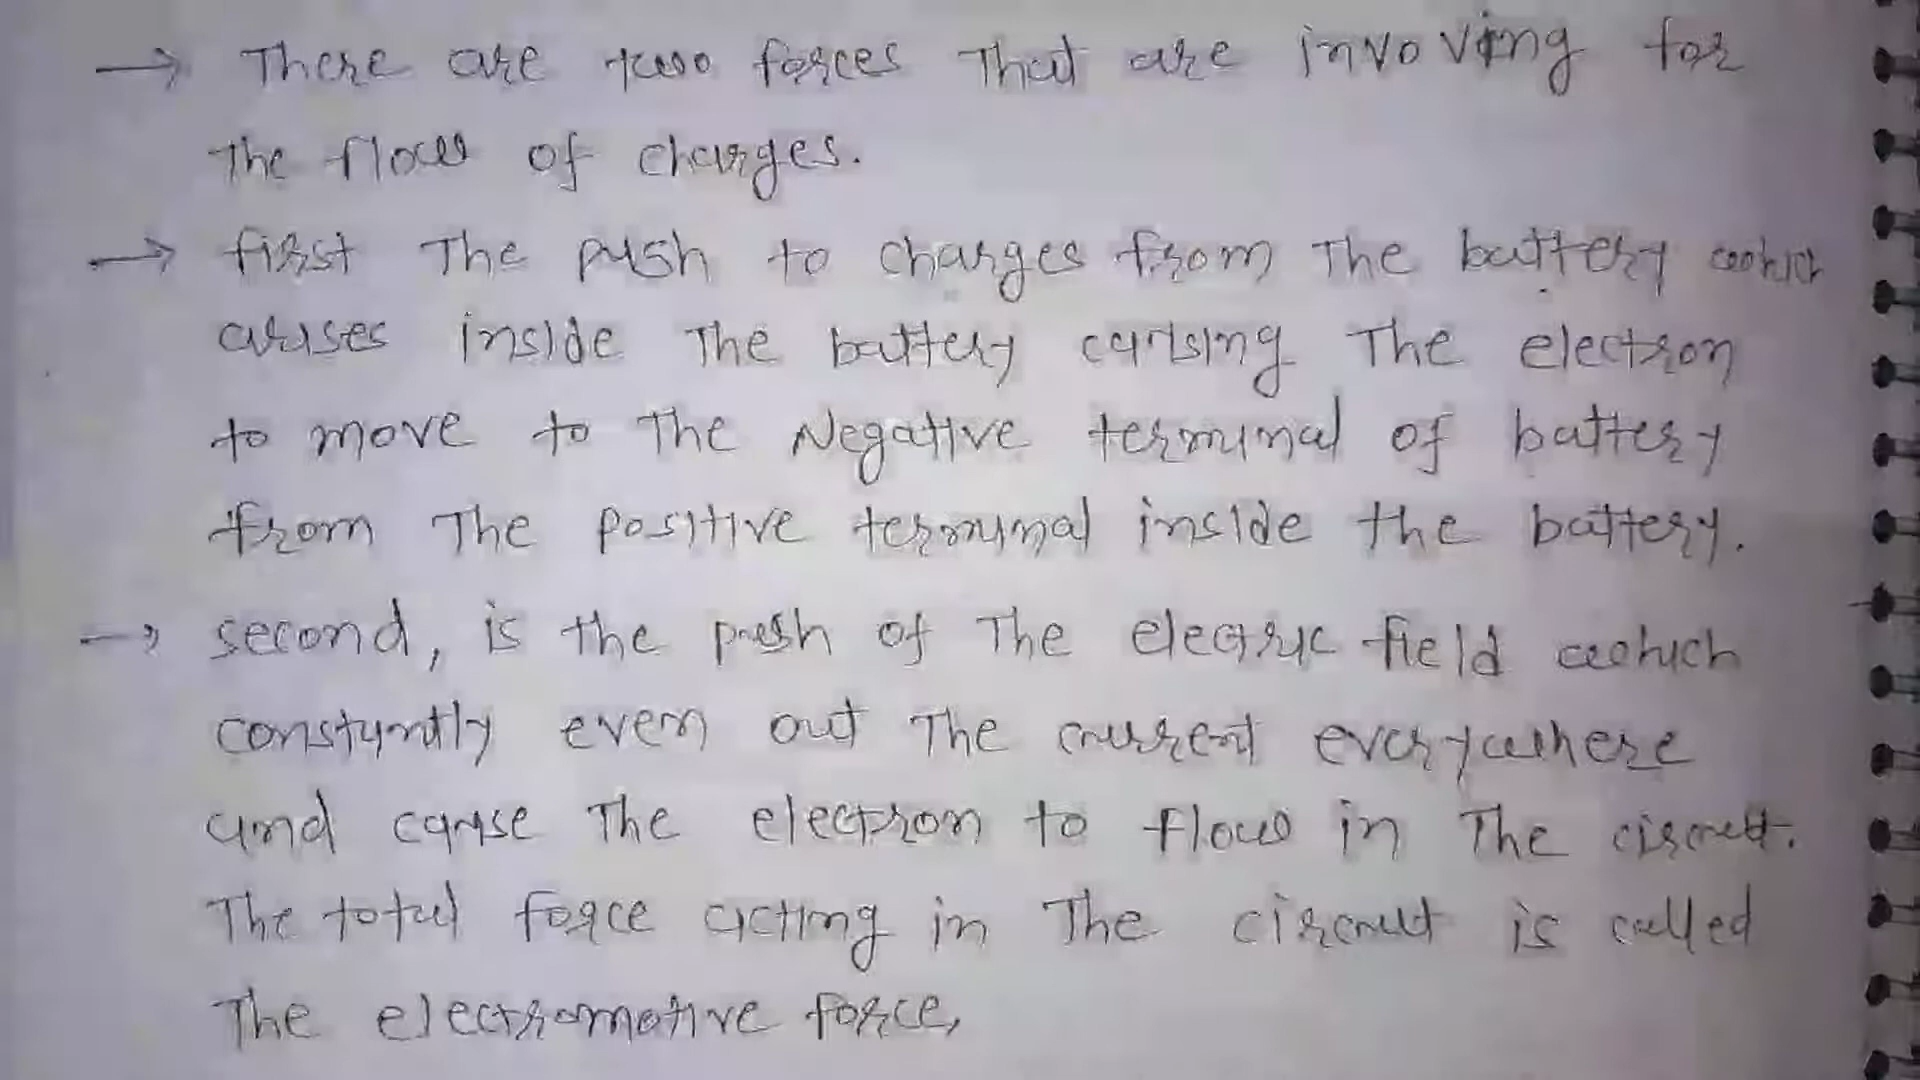 → There are two forces That are invoving for
The flow of charges.
→ first The push to charges from The battery which
arises inside The battery causing The electron
to move to The Negative terminal of battery
from The positive terminal inside the battery.
→ second, is the push of The electric field which
constantly even out The current everywhere
and cause The electron to flow in The circuit.
The total force acting in The circuit is called
The electromotive force,